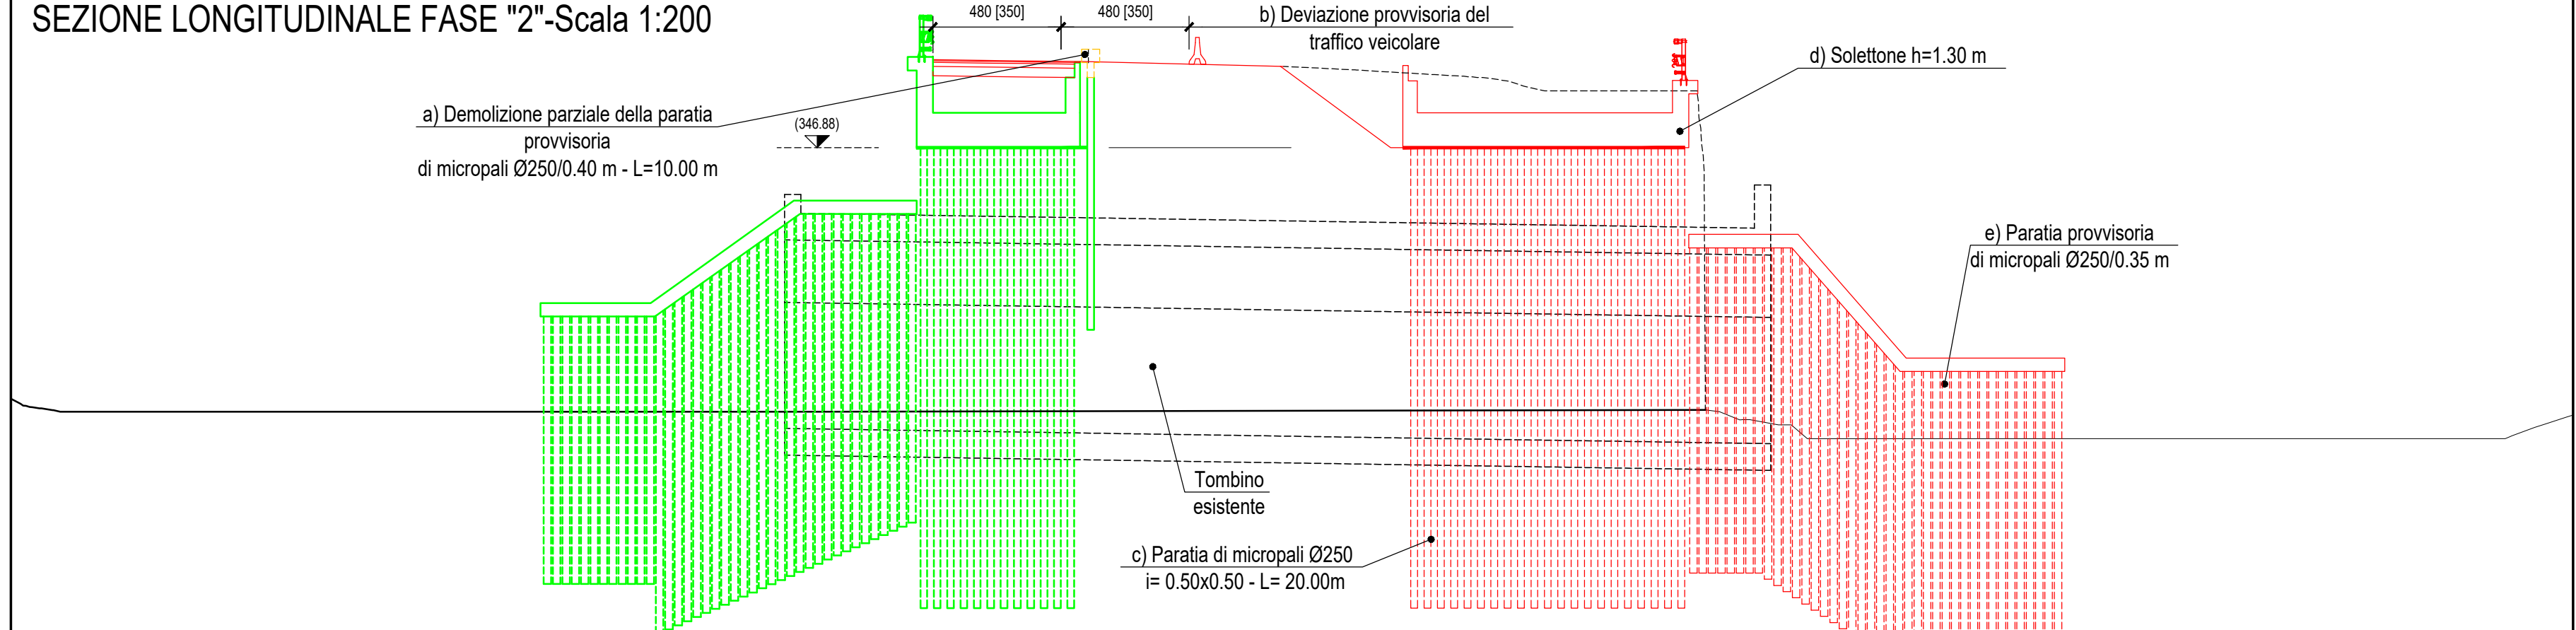 SEZIONE LONGITUDINALE FASE "2"-Scala 1:200
480 [350]
480 [350]
b) Deviazione provvisoria del
traffico veicolare
d) Solettone h=1.30 m
a) Demolizione parziale della paratia
provvisoria
di micropali Ø250/0.40 m - L=10.00 m
(346.88)
e) Paratia provvisoria
di micropali Ø250/0.35 m
Tombino
esistente
c) Paratia di micropali Ø250
i= 0.50x0.50 - L= 20.00m